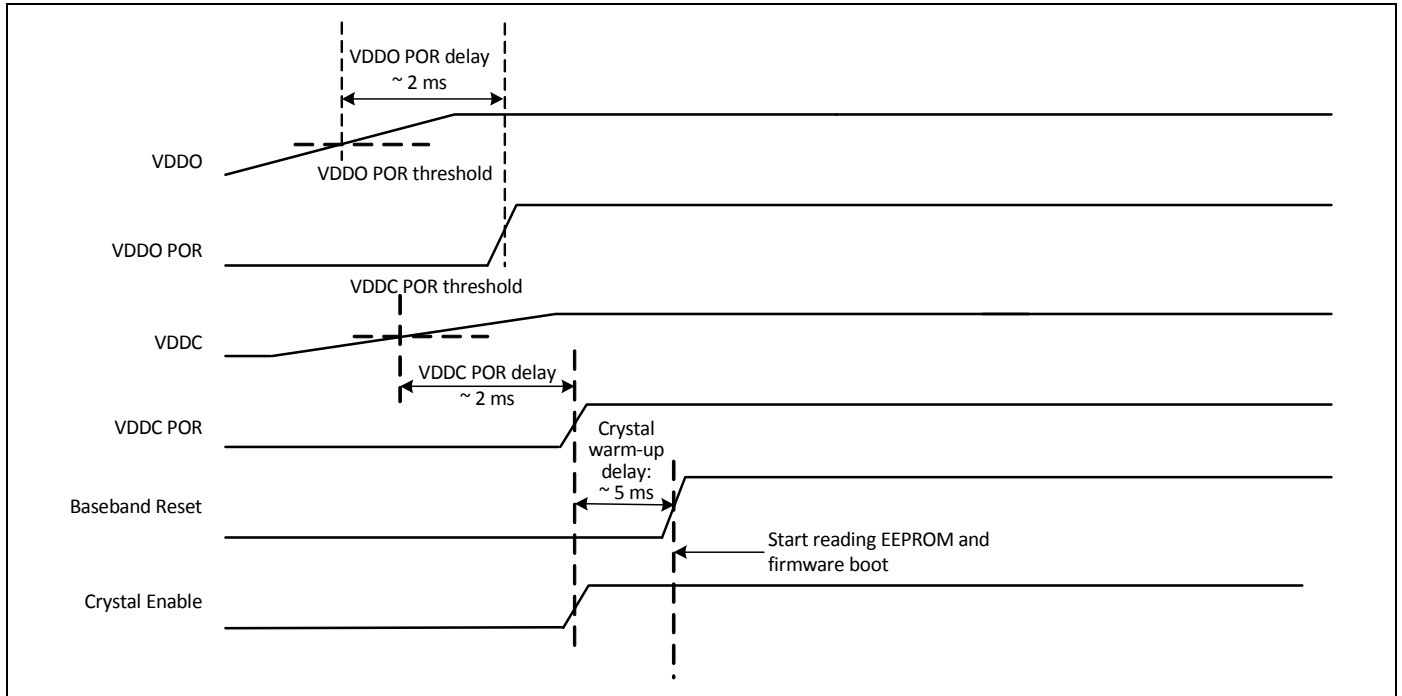 VDDO POR delay
~ 2 ms
VDDO
VDDO POR threshold
VDDO POR
VDDC POR threshold
VDDC
VDDC POR delay
~ 2 ms
VDDC POR
Crystal
warm-up
delay:
~ 5 ms
Baseband Reset
Start reading EEPROM and
firmware boot
Crystal Enable